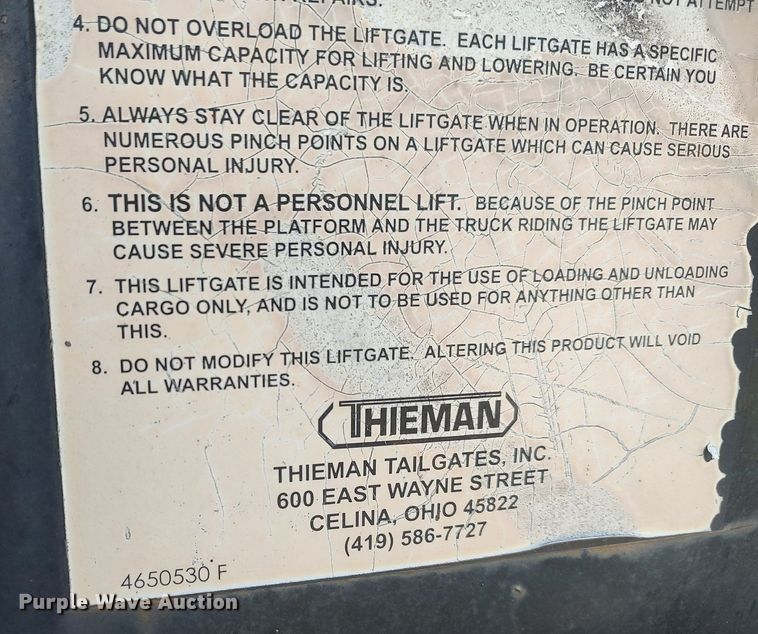 REPAIRS. NOT ATTEMPT
4. DO NOT OVERLOAD THE LIFTGATE. EACH LIFTGATE HAS A SPECIFIC
MAXIMUM CAPACITY FOR LIFTING AND LOWERING. BE CERTAIN YOU
KNOW WHAT THE CAPACITY IS.
5. ALWAYS STAY CLEAR OF THE LIFTGATE WHEN IN OPERATION. THERE ARE
NUMEROUS PINCH POINTS ON A LIFTGATE WHICH CAN CAUSE SERIOUS
PERSONAL INJURY.
6. THIS IS NOT A PERSONNEL LIFT. BECAUSE OF THE PINCH POINT
BETWEEN THE PLATFORM AND THE TRUCK RIDING THE LIFTGATE MAY
CAUSE SEVERE PERSONAL INJURY.
7. THIS LIFTGATE IS INTENDED FOR THE USE OF LOADING AND UNLOADING
CARGO ONLY, AND IS NOT TO BE USED FOR ANYTHING OTHER THAN
THIS.
8. DO NOT MODIFY THIS LIFTGATE. ALTERING THIS PRODUCT WILL VOID
ALL WARRANTIES.
THIEMAN
THIEMAN TAILGATES, INC.
600 EAST WAYNE STREET
CELINA, OHIO 45822
(419) 586-7727
4650530 F
Purple Wave Auction